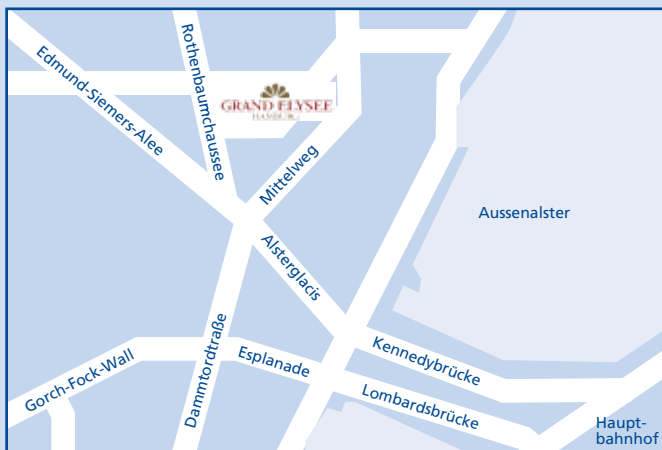 Rothenbaumchaussee
Edmund-Siemers-Alee
GRAND ELYSEE
HAMBURG
Mittelweg
Aussenalster
Alsterglacis
Dammtordtraße
Esplanade
Kennedybrücke
Gorch-Fock-Wall
Lombardsbrücke
Haupt-
bahnhof